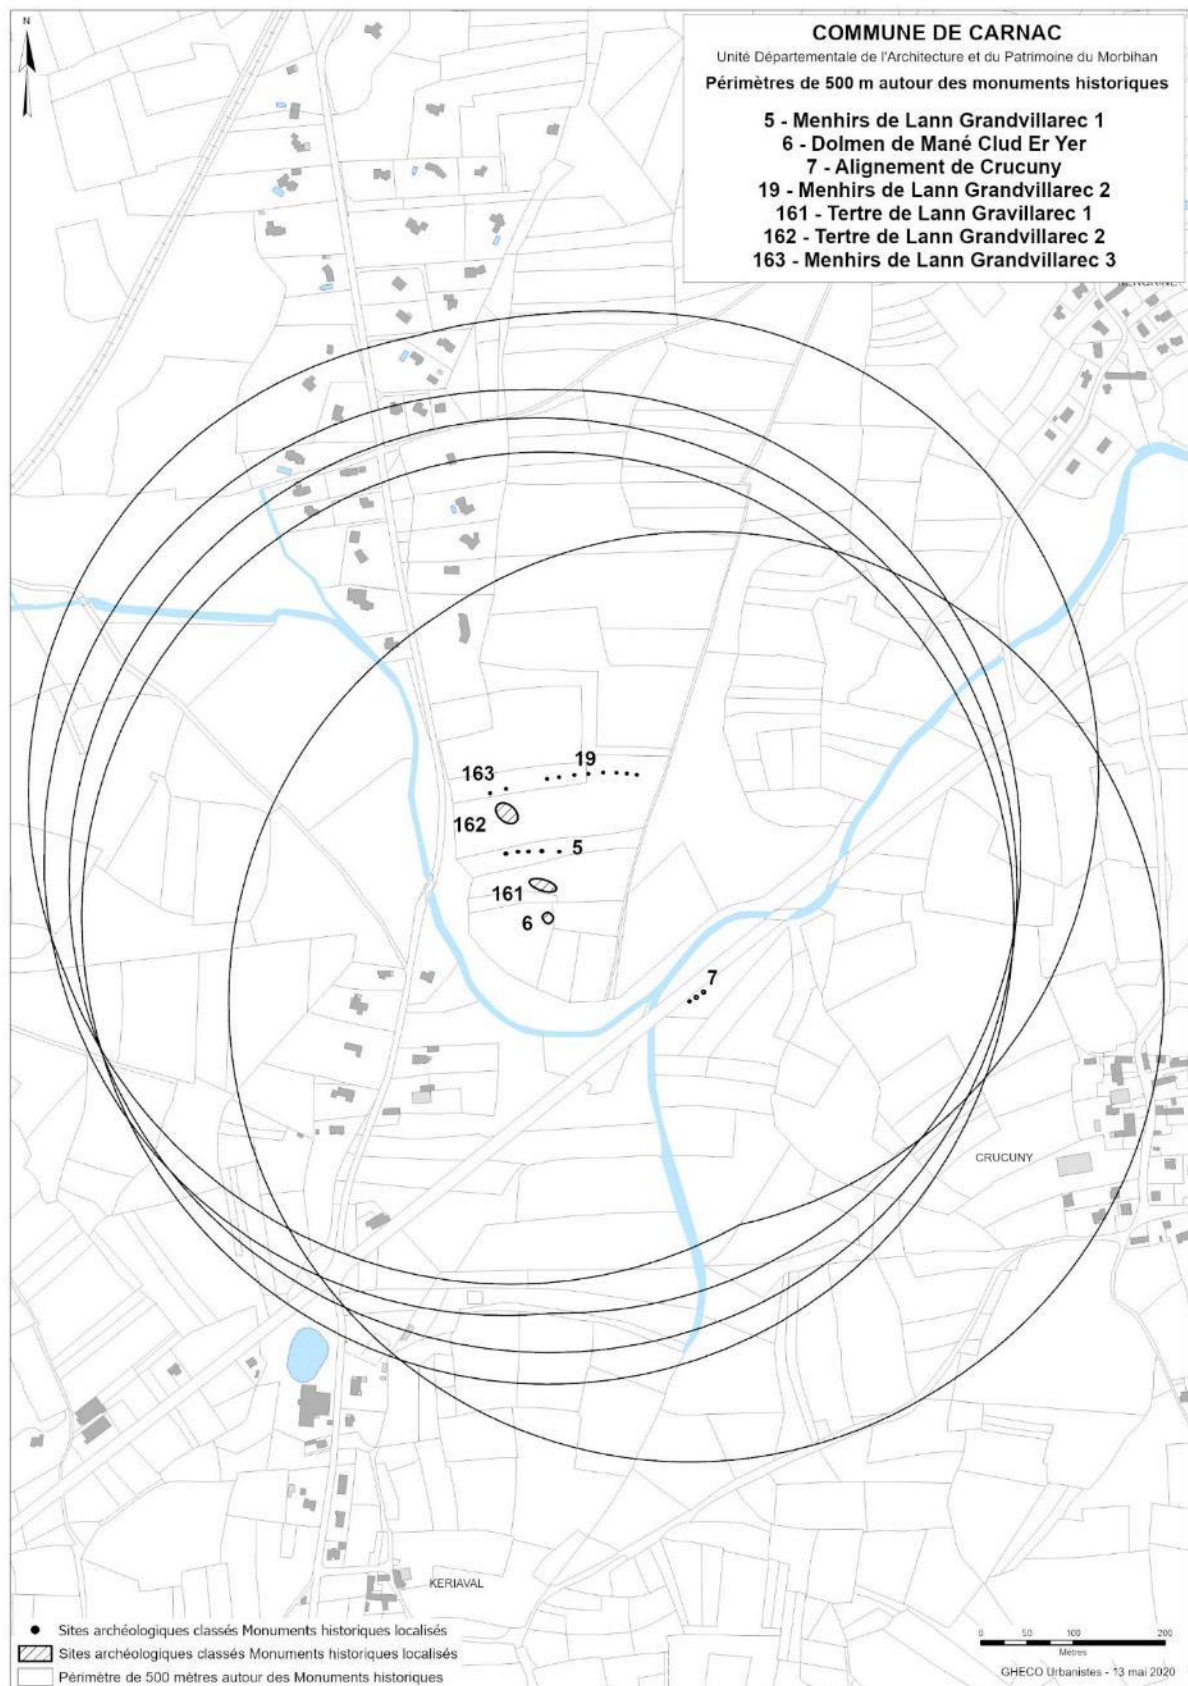 N
COMMUNE DE CARNAC
Unité Départementale de l'Architecture et du Patrimoine du Morbihan
Périmètres de 500 m autour des monuments historiques
5 - Menhirs de Lann Grandvillarec 1
6 - Dolmen de Mané Clud Er Yer
7 - Alignement de Crucuny
19 - Menhirs de Lann Grandvillarec 2
161 - Tertre de Lann Gravillarec 1
162 - Tertre de Lann Grandvillarec 2
163 - Menhirs de Lann Grandvillarec 3
19
163
162
5
161
6
7
CRUCUNY
KERIAVAL
Sites archéologiques classés Monuments historiques localisés
Sites archéologiques classés Monuments historiques localisés
Périmètre de 500 mètres autour des Monuments historiques
0 50 100 200
Mètres
GHECO Urbanistes - 13 mai 2020